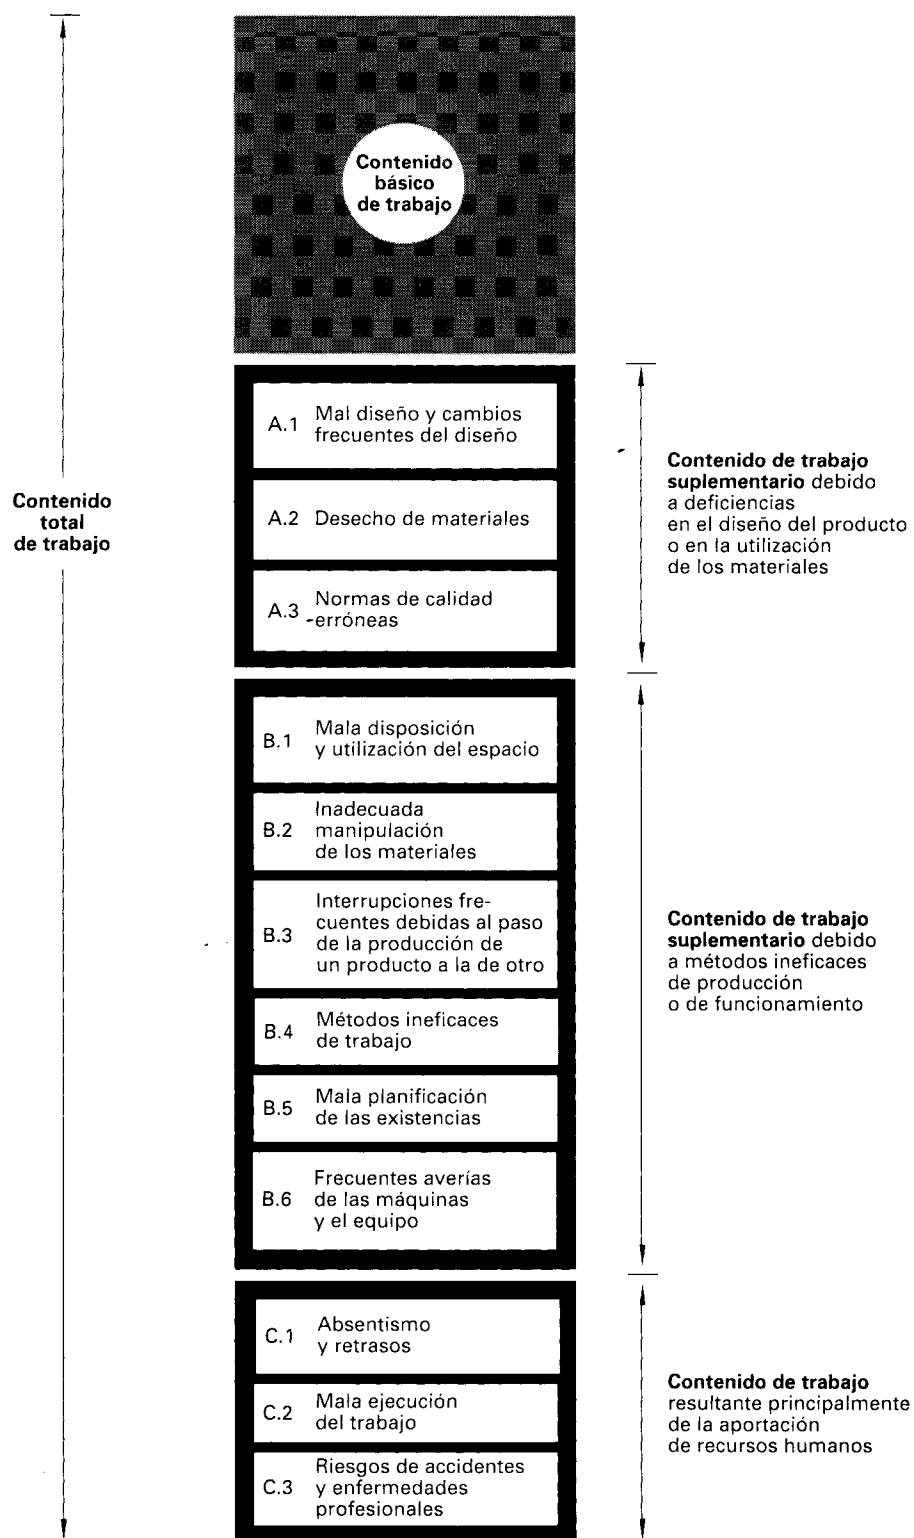 Contenido
básico
de trabajo
Contenido
total
de trabajo
A.1 Mal diseño y cambios
frecuentes del diseño
A.2 Desecho de materiales
A.3 Normas de calidad
erróneas
Contenido de trabajo
suplementario debido
a deficiencias
en el diseño del producto
o en la utilización
de los materiales
B.1 Mala disposición
y utilización del espacio
B.2 Inadecuada
manipulación
de los materiales
B.3 Interrupciones fre-
cuentes debidas al paso
de la producción de
un producto a la de otro
B.4 Métodos ineficaces
de trabajo
B.5 Mala planificación
de las existencias
B.6 Frecuentes averías
de las máquinas
y el equipo
Contenido de trabajo
suplementario debido
a métodos ineficaces
de producción
o de funcionamiento
C.1 Absentismo
y retrasos
C.2 Mala ejecución
del trabajo
C.3 Riesgos de accidentes
y enfermedades
profesionales
Contenido de trabajo
resultante principalmente
de la aportación
de recursos humanos